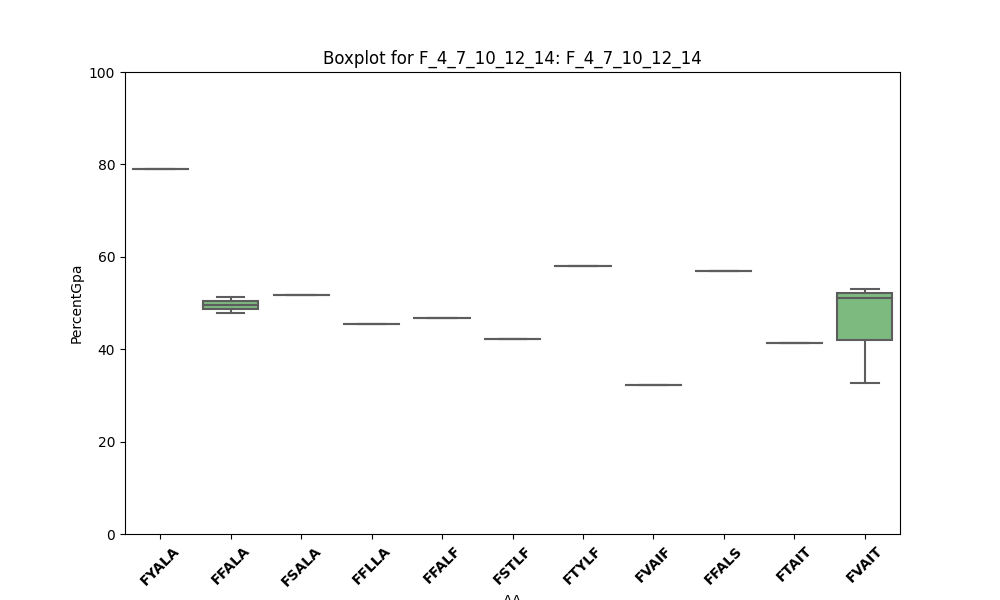 Boxplot for F_4_7_10_12_14: F_4_7_10_12_14
100
80
60
40
20
0
PercentGpa
FYALA
FFALA
FSALA
FFLLA
FFALF
FSTLF
FTYLF
FVAIF
FFALS
FTAIT
FVAIT
AA